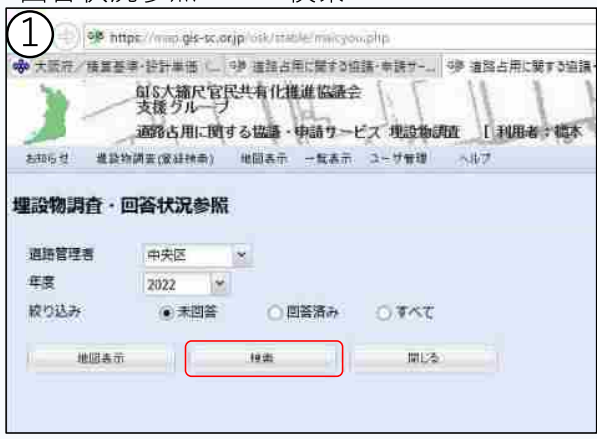 ①
https://map.gis-sc.or.jp/osk/stable/maicyou.php
大阪府／積算基準・設計単価（… 道路占用に関する協議・申請サー… 道路占用に関する協議・
GIS大縮尺官民共有化推進協議会
支援グループ
道路占用に関する協議・申請サービス 埋設物調査 [ 利用者：橋本
お知らせ 埋設物調査(登録検索) 地図表示 一覧表示 ユーザ管理 ヘルプ
埋設物調査・回答状況参照
道路管理者 中央区
年度 2022
絞り込み 未回答 回答済み すべて
地図表示 検索 閉じる